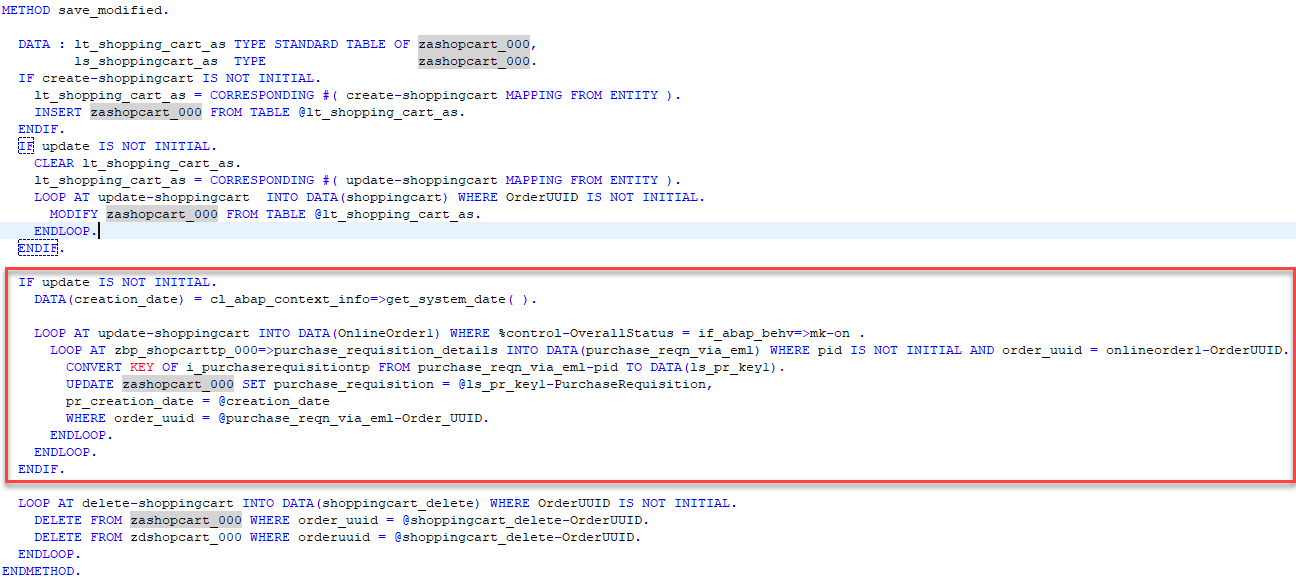 METHOD save_modified.
DATA : lt_shopping_cart_as TYPE STANDARD TABLE OF zashopcart_000,
ls_shoppingcart_as TYPE zashopcart_000.
IF create-shoppingcart IS NOT INITIAL.
lt_shopping_cart_as = CORRESPONDING #( create-shoppingcart MAPPING FROM ENTITY ).
INSERT zashopcart_000 FROM TABLE @lt_shopping_cart_as.
ENDIF.
IF update IS NOT INITIAL.
CLEAR lt_shopping_cart_as.
lt_shopping_cart_as = CORRESPONDING #( update-shoppingcart MAPPING FROM ENTITY ).
LOOP AT update-shoppingcart INTO DATA(shoppingcart) WHERE OrderUUID IS NOT INITIAL.
MODIFY zashopcart_000 FROM TABLE @lt_shopping_cart_as.
ENDLOOP.
ENDIF.
IF update IS NOT INITIAL.
DATA(creation_date) = cl_abap_context_info=>get_system_date( ).
LOOP AT update-shoppingcart INTO DATA(OnlineOrder1) WHERE %control-OverallStatus = if_abap_behv=>mk-on .
LOOP AT zbp_shopcarttp_000=>purchase_requisition_details INTO DATA(purchase_reqn_via_eml) WHERE pid IS NOT INITIAL AND order_uuid = onlineorder1-OrderUUID.
CONVERT KEY OF i_purchaserequisitiontp FROM purchase_reqn_via_eml-pid TO DATA(ls_pr_key1).
UPDATE zashopcart_000 SET purchase_requisition = @ls_pr_key1-PurchaseRequisition,
pr_creation_date = @creation_date
WHERE order_uuid = @purchase_reqn_via_eml-Order_UUID.
ENDLOOP.
ENDLOOP.
ENDIF.
LOOP AT delete-shoppingcart INTO DATA(shoppingcart_delete) WHERE OrderUUID IS NOT INITIAL.
DELETE FROM zashopcart_000 WHERE order_uuid = @shoppingcart_delete-OrderUUID.
DELETE FROM zdshopcart_000 WHERE orderuuid = @shoppingcart_delete-OrderUUID.
ENDLOOP.
ENDMETHOD.